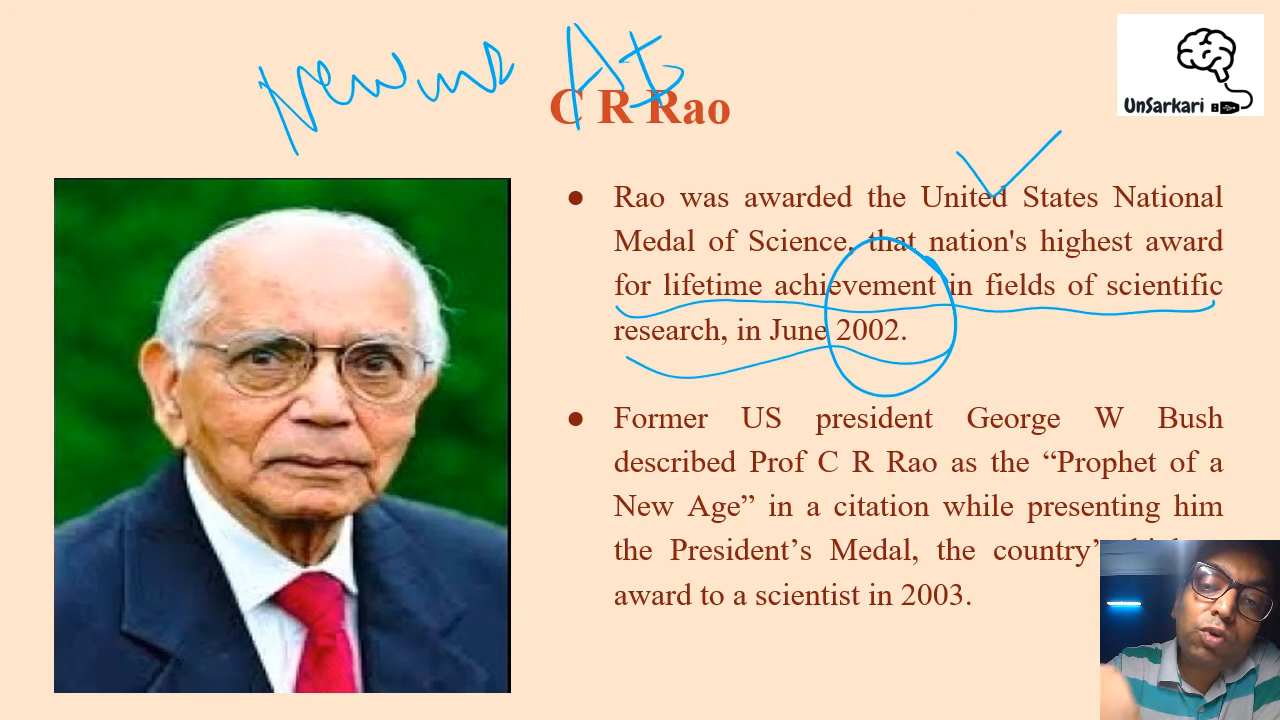 UnSarkari
C R Rao
● Rao was awarded the United States National
Medal of Science, that nation's highest award
for lifetime achievement in fields of scientific
research, in June 2002.
● Former US president George W Bush
described Prof C R Rao as the “Prophet of a
New Age” in a citation while presenting him
the President’s Medal, the country’
award to a scientist in 2003.